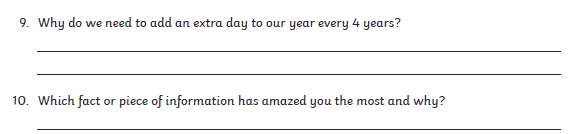 9. Why do we need to add an extra day to our year every 4 years?
10. Which fact or piece of information has amazed you the most and why?